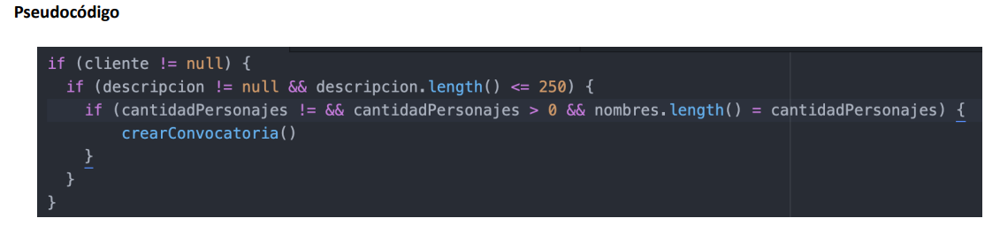 Pseudocódigo
if (cliente != null) {
  if (descripcion != null && descripcion.length() <= 250) {
    if (cantidadPersonajes != && cantidadPersonajes > 0 && nombres.length() = cantidadPersonajes) {
        crearConvocatoria()
    }
  }
}